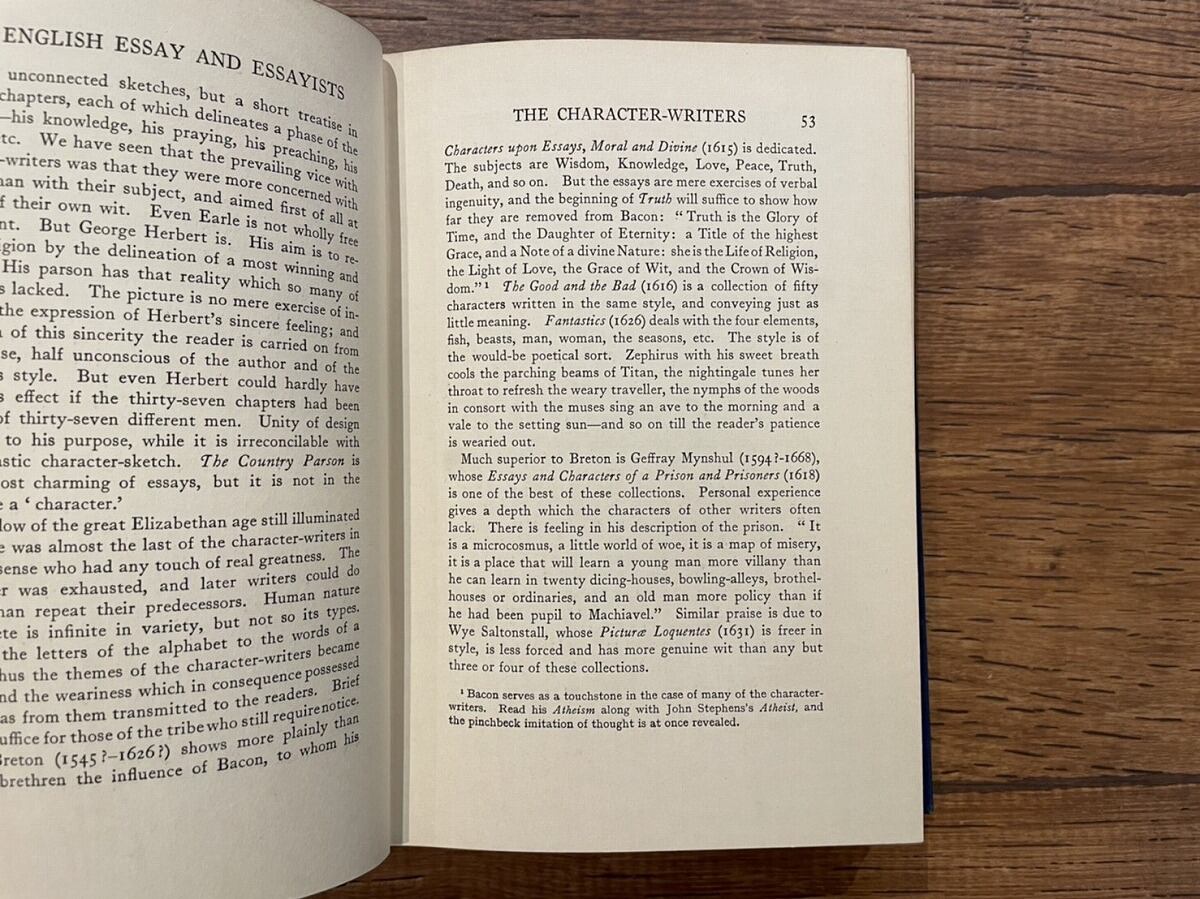 ENGLISH ESSAY AND ESSAYISTS
unconnected sketches, but a short treatise in
chapters, each of which delineates a phase of the
—his knowledge, his praying, his preaching, his
etc. We have seen that the prevailing vice with
-writers was that they were more concerned with
than with their subject, and aimed first of all at
of their own wit. Even Earle is not wholly free
But George Herbert is. His aim is to re-
by the delineation of a most winning and
His parson has that reality which so many of
lacked. The picture is no mere exercise of in-
the expression of Herbert's sincere feeling; and
of this sincerity the reader is carried on from
half unconscious of the author and of the
style. But even Herbert could hardly have
effect if the thirty-seven chapters had been
of thirty-seven different men. Unity of design
to his purpose, while it is irreconcilable with
character-sketch. The Country Parson is
most charming of essays, but it is not in the
a ‘character.’
of the great Elizabethan age still illuminated
was almost the last of the character-writers in
sense who had any touch of real greatness. The
was exhausted, and later writers could do
than repeat their predecessors. Human nature
is infinite in variety, but not so its types.
the letters of the alphabet to the words of a
thus the themes of the character-writers became
and the weariness which in consequence possessed
was from them transmitted to the readers. Brief
suffice for those of the tribe who still require notice.
Breton (1545?–1626?) shows more plainly than
brethren the influence of Bacon, to whom his
THE CHARACTER-WRITERS 53
Characters upon Essays, Moral and Divine (1615) is dedicated.
The subjects are Wisdom, Knowledge, Love, Peace, Truth,
Death, and so on. But the essays are mere exercises of verbal
ingenuity, and the beginning of Truth will suffice to show how
far they are removed from Bacon: “Truth is the Glory of
Time, and the Daughter of Eternity: a Title of the highest
Grace, and a Note of a divine Nature: she is the Life of Religion,
the Light of Love, the Grace of Wit, and the Crown of Wis-
dom.”¹ The Good and the Bad (1616) is a collection of fifty
characters written in the same style, and conveying just as
little meaning. Fantastics (1626) deals with the four elements,
fish, beasts, man, woman, the seasons, etc. The style is of
the would-be poetical sort. Zephirus with his sweet breath
cools the parching beams of Titan, the nightingale tunes her
throat to refresh the weary traveller, the nymphs of the woods
in consort with the muses sing an ave to the morning and a
vale to the setting sun—and so on till the reader's patience
is wearied out.
Much superior to Breton is Geffray Mynshul (1594?-1668),
whose Essays and Characters of a Prison and Prisoners (1618)
is one of the best of these collections. Personal experience
gives a depth which the characters of other writers often
lack. There is feeling in his description of the prison. “It
is a microcosmus, a little world of woe, it is a map of misery,
it is a place that will learn a young man more villany than
he can learn in twenty dicing-houses, bowling-alleys, brothel-
houses or ordinaries, and an old man more policy than if
he had been pupil to Machiavel.” Similar praise is due to
Wye Saltonstall, whose Picturæ Loquentes (1631) is freer in
style, is less forced and has more genuine wit than any but
three or four of these collections.
¹ Bacon serves as a touchstone in the case of many of the character-
writers. Read his Atheism along with John Stephens's Atheist, and
the pinchbeck imitation of thought is at once revealed.